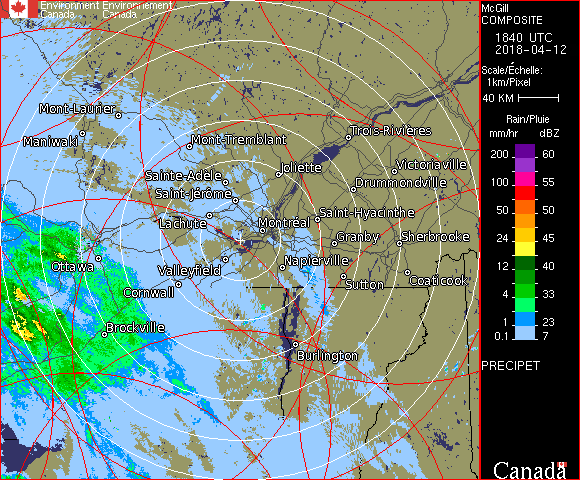 Environment Environnement
Canada Canada
McGill
COMPOSITE
1840 UTC
2018-04-12
Scale/Échelle:
1km/Pixel
40 KM
Rain/Pluie
mm/hr dBZ
200 60
100 55
50 50
24 45
12 40
4 33
1 23
0.1 7
PRECIPET
Canada
Mont-Laurier
Maniwaki
Mont-Tremblant
Trois-Rivières
Joliette
Victoriaville
Sainte-Adèle
Drummondville
Saint-Jérôme
Saint-Hyacinthe
Lachute
Montréal
Granby
Sherbrooke
Ottawa
Valleyfield
Napierville
Cornwall
Sutton
Coaticook
Brockville
Burlington